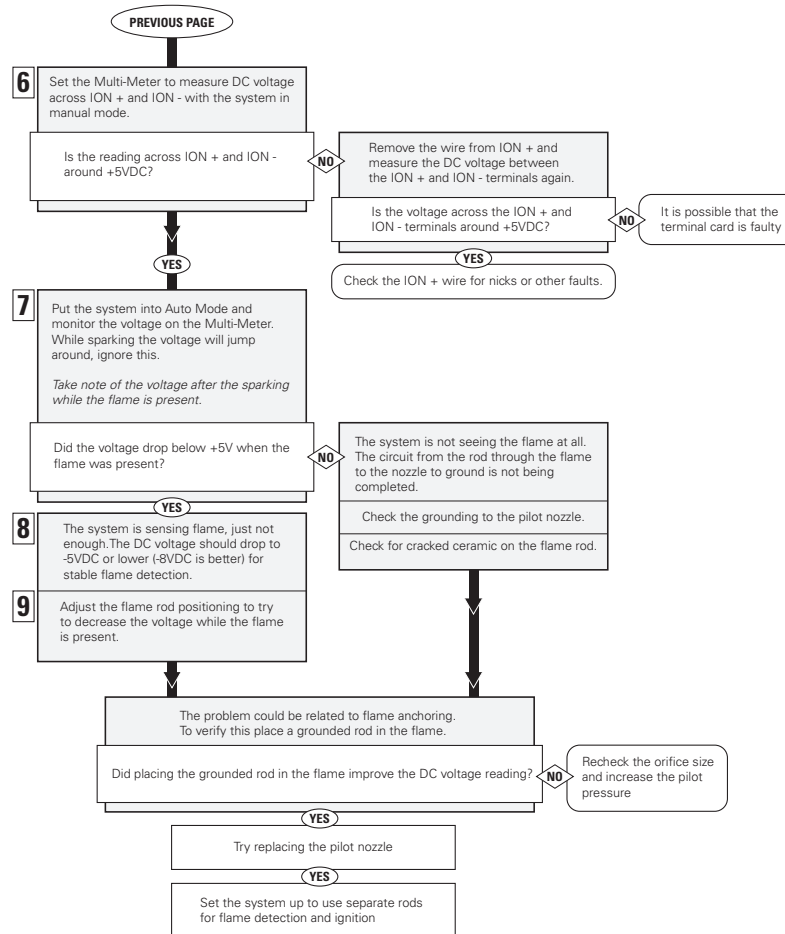 PREVIOUS PAGE
6
Set the Multi-Meter to measure DC voltage
across ION + and ION - with the system in
manual mode.
Is the reading across ION + and ION -
around +5VDC?
NO
Remove the wire from ION + and
measure the DC voltage between
the ION + and ION - terminals again.
Is the voltage across the ION + and
ION - terminals around +5VDC?
NO
It is possible that the
terminal card is faulty
YES
Check the ION + wire for nicks or other faults.
YES
7
Put the system into Auto Mode and
monitor the voltage on the Multi-Meter.
While sparking the voltage will jump
around, ignore this.
Take note of the voltage after the sparking
while the flame is present.
Did the voltage drop below +5V when the
flame was present?
NO
The system is not seeing the flame at all.
The circuit from the rod through the flame
to the nozzle to ground is not being
completed.
Check the grounding to the pilot nozzle.
Check for cracked ceramic on the flame rod.
YES
8
The system is sensing flame, just not
enough.The DC voltage should drop to
-5VDC or lower (-8VDC is better) for
stable flame detection.
9
Adjust the flame rod positioning to try
to decrease the voltage while the flame
is present.
The problem could be related to flame anchoring.
To verify this place a grounded rod in the flame.
Did placing the grounded rod in the flame improve the DC voltage reading?
NO
Recheck the orifice size
and increase the pilot
pressure
YES
Try replacing the pilot nozzle
YES
Set the system up to use separate rods
for flame detection and ignition